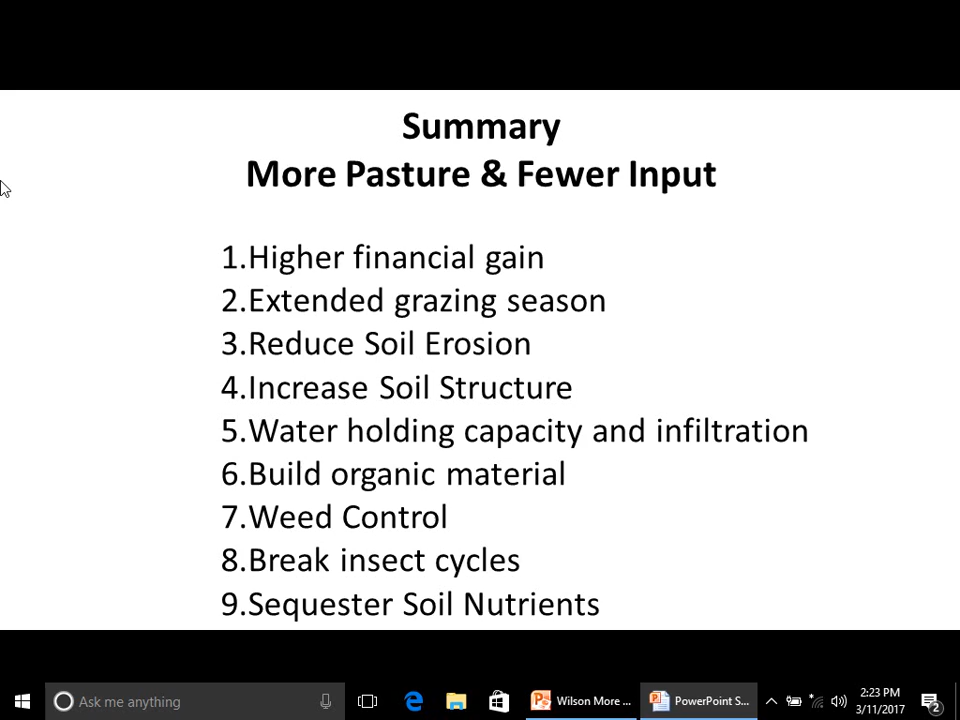 Summary
More Pasture & Fewer Input
1.Higher financial gain
2.Extended grazing season
3.Reduce Soil Erosion
4.Increase Soil Structure
5.Water holding capacity and infiltration
6.Build organic material
7.Weed Control
8.Break insect cycles
9.Sequester Soil Nutrients
Ask me anything
Wilson More ...
PowerPoint S...
2:23 PM
3/11/2017
2